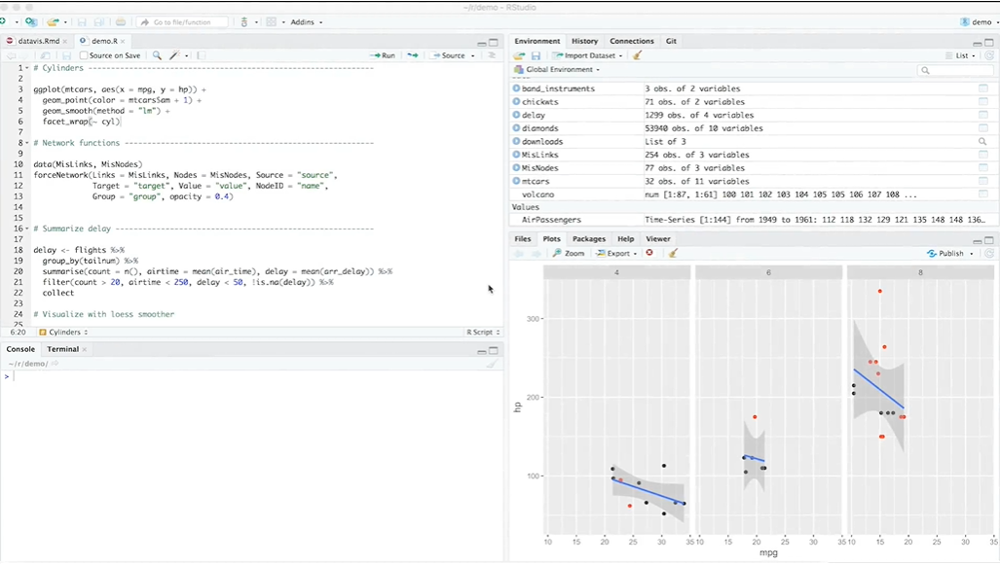 ~/r/demo - RStudio
Go to file/function
Addins
demo
datavis.Rmd
demo.R
Source on Save
Run
Source
1 # Cylinders ----------------------------------------------------------------
2
3 ggplot(mtcars, aes(x = mpg, y = hp)) +
4 geom_point(color = mtcars$am + 1) +
5 geom_smooth(method = "lm") +
6 facet_wrap(~ cyl)
7
8 # Network functions --------------------------------------------------------
9
10 data(MisLinks, MisNodes)
11 forceNetwork(Links = MisLinks, Nodes = MisNodes, Source = "source",
12 Target = "target", Value = "value", NodeID = "name",
13 Group = "group", opacity = 0.4)
14
15
16 # Summarize delay ----------------------------------------------------------
17
18 delay <- flights %>%
19 group_by(tailnum) %>%
20 summarise(count = n(), airtime = mean(air_time), delay = mean(arr_delay)) %>%
21 filter(count > 20, airtime < 250, delay < 50, !is.na(delay)) %>%
22 collect
23
24 # Visualize with loess smoother
25
6:20 Cylinders R Script
Console Terminal
~/r/demo/
>
Environment History Connections Git
Import Dataset List
Global Environment
band_instruments 3 obs. of 2 variables
chickwts 71 obs. of 2 variables
delay 1299 obs. of 4 variables
diamonds 53940 obs. of 10 variables
downloads List of 3
MisLinks 254 obs. of 3 variables
MisNodes 77 obs. of 3 variables
mtcars 32 obs. of 11 variables
volcano num [1:87, 1:61] 100 101 102 103 104 105 105 106 107 108 ...
Values
AirPassengers Time-Series [1:144] from 1949 to 1961: 112 118 132 129 121 135 148 148 136…
Files Plots Packages Help Viewer
Zoom Export Publish
4 6 8
300
200
100
hp
10 15 20 25 30 35 10 15 20 25 30 35 10 15 20 25 30 35
mpg